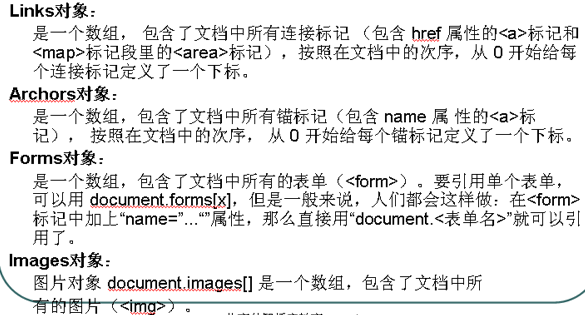 Links对象：
是一个数组， 包含了文档中所有连接标记 （包含 href 属性的<a>标记和
<map>标记段里的<area>标记），按照在文档中的次序，从 0 开始给每
个连接标记定义了一个下标。
Archors对象：
是一个数组，包含了文档中所有锚标记（包含 name 属 性的<a>标
记）， 按照在文档中的次序， 从 0 开始给每个锚标记定义了一个下标。
Forms对象：
是一个数组，包含了文档中所有的表单（<form>）。要引用单个表单，
可以用 document.forms[x]，但是一般来说，人们都会这样做：在<form>
标记中加上“name=”...“”属性，那么直接用“document.<表单名>”就可以引
用了。
Images对象：
图片对象 document.images[] 是一个数组，包含了文档中所
有的图片（<img>）。